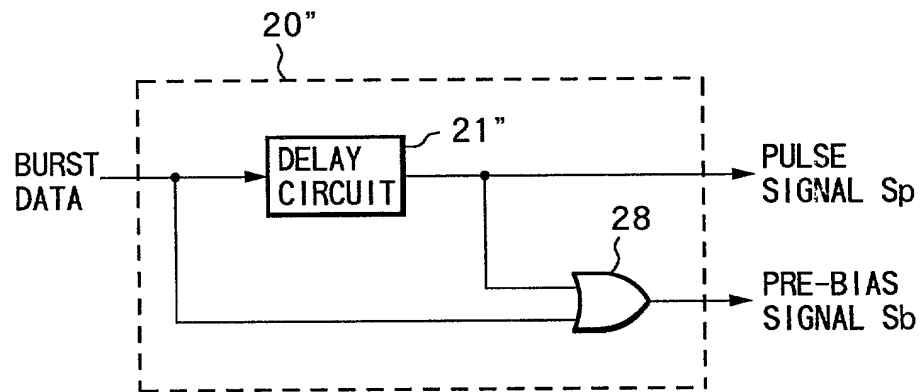 20”
21”
BURST
DATA
DELAY
CIRCUIT
PULSE
SIGNAL Sp
28
PRE-BIAS
SIGNAL Sb